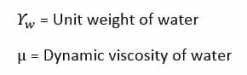 ϒw = Unit weight of water
μ = Dynamic viscosity of water